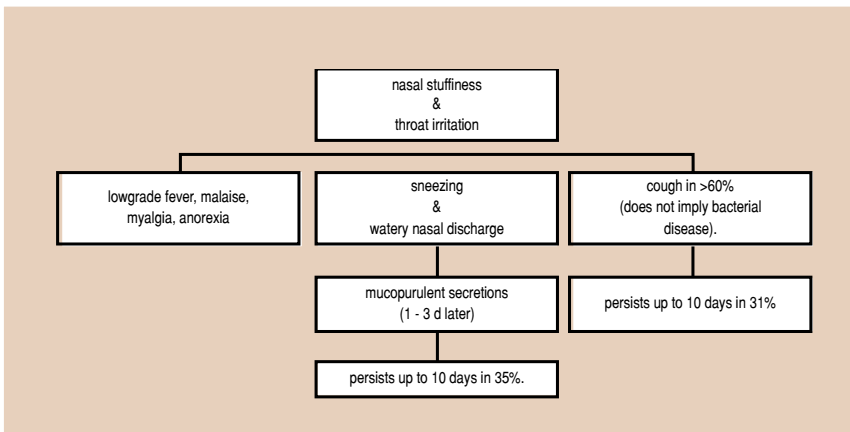 nasal stuffiness
&
throat irritation
lowgrade fever, malaise,
myalgia, anorexia
sneezing
&
watery nasal discharge
cough in >60%
(does not imply bacterial
disease).
mucopurulent secretions
(1 - 3 d later)
persists up to 10 days in 31%
persists up to 10 days in 35%.